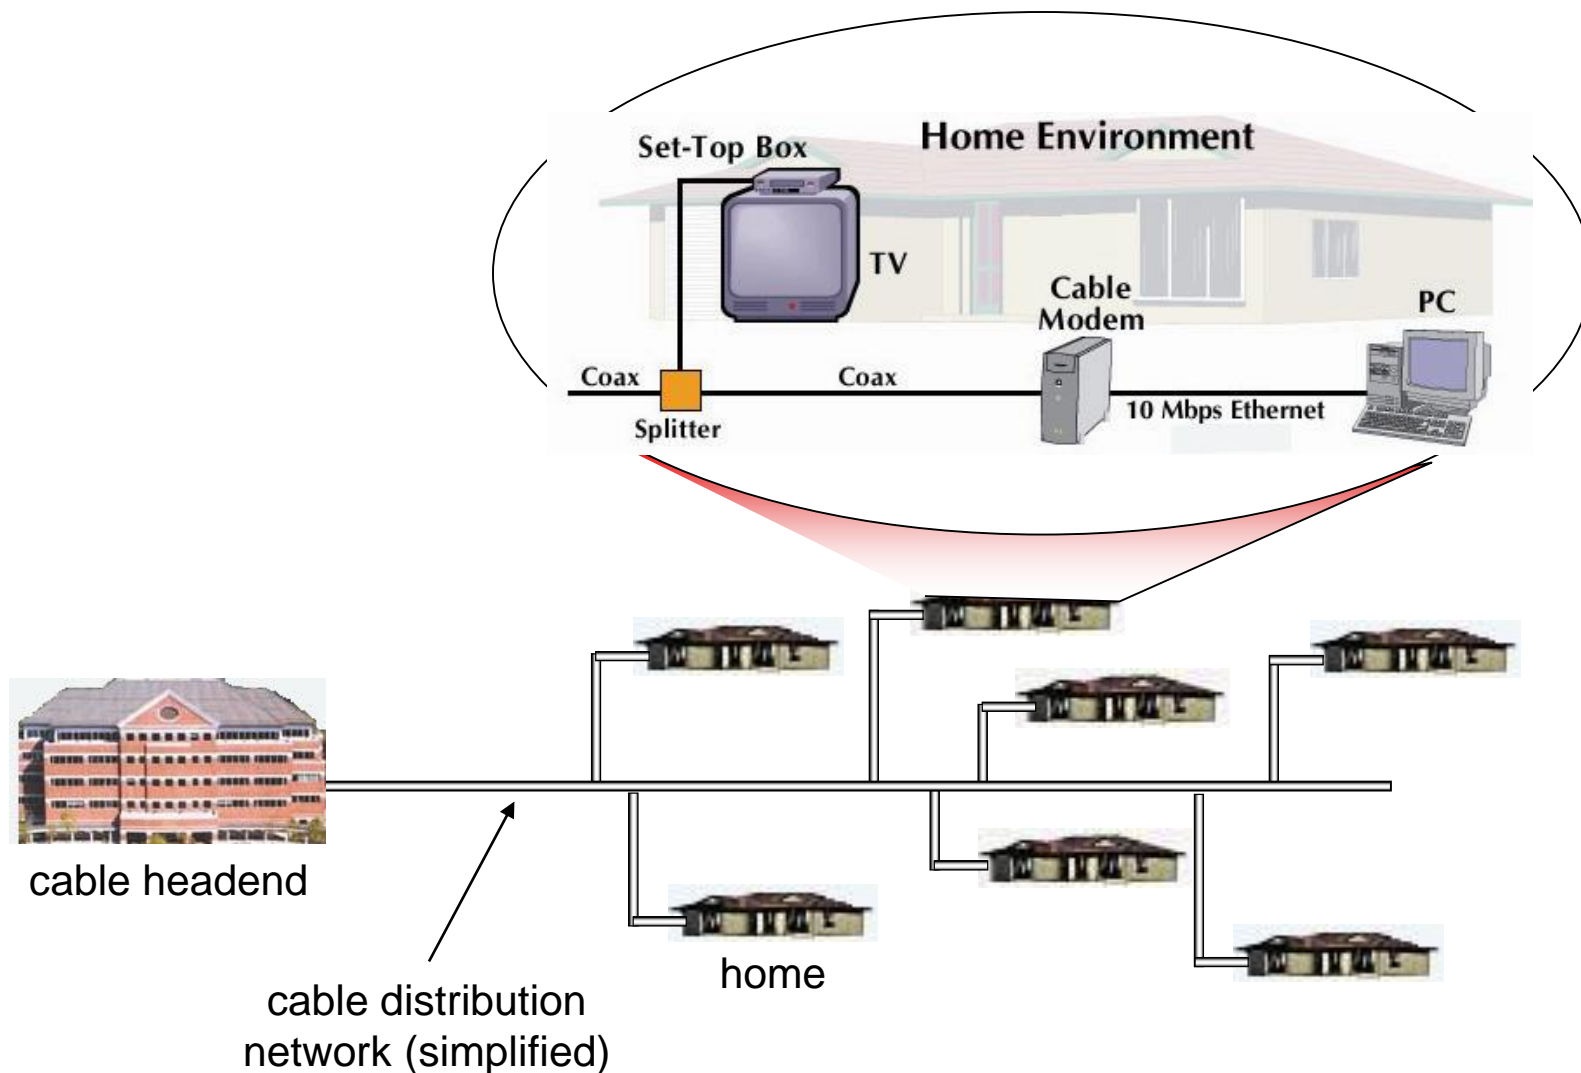 Home Environment
Set-Top Box
TV
Cable
Modem
PC
Coax
Coax
10 Mbps Ethernet
Splitter
cable headend
home
cable distribution
network (simplified)